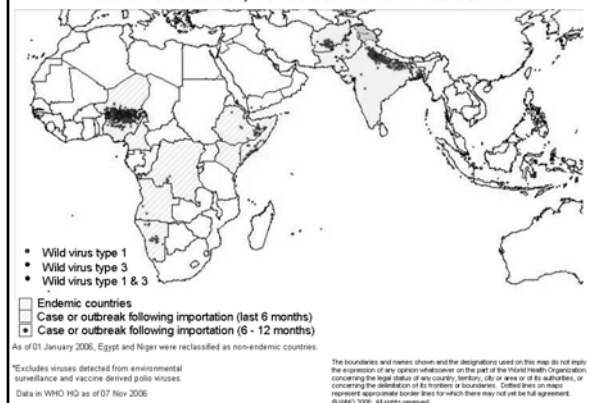 Wild virus type 1
Wild virus type 3
Wild virus type 1 & 3
Endemic countries
Case or outbreak following importation (last 6 months)
Case or outbreak following importation (6 - 12 months)
As of 01 January 2006, Egypt and Niger were reclassified as non-endemic countries.
*Excludes viruses detected from environmental
surveillance and vaccine derived polio viruses.
Data in WHO HQ as of 07 Nov 2006
The boundaries and names shown and the designations used on this map do not imply
the expression of any opinion whatsoever on the part of the World Health Organization
concerning the legal status of any country, territory, city or area or of its authorities, or
concerning the delimitation of its frontiers or boundaries. Dotted lines on maps
represent approximate border lines for which there may not yet be full agreement.
© WHO 2006. All rights reserved